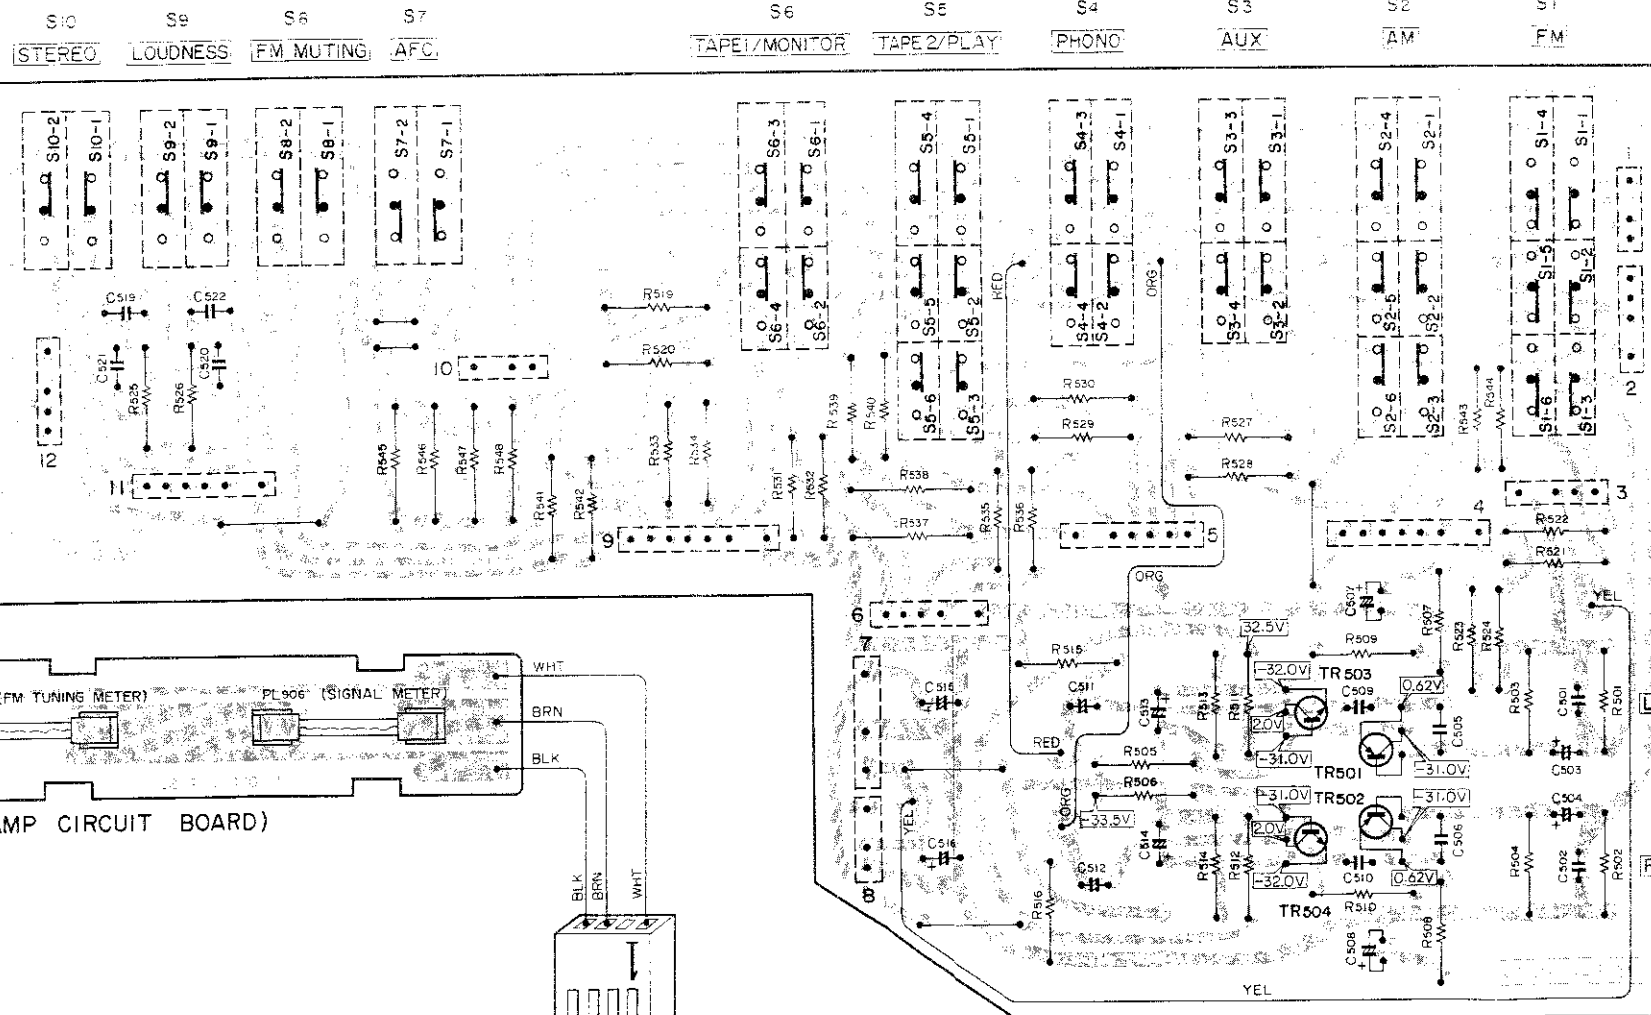 S10 S9 S8 S7 S6 S5 S4 S3 S2 S1
STEREO LOUDNESS FM MUTING AFC TAPE1/MONITOR TAPE2/PLAY PHONO AUX AM FM
S10-2 S10-1 S9-2 S9-1 S8-2 S8-1 S7-2 S7-1 S6-3 S6-1 S5-4 S5-1 S4-3 S4-1 S3-3 S3-1 S2-4 S2-1 S1-4 S1-1
S6-4 S6-2 S5-5 S5-2 S4-4 S4-2 S3-4 S3-2 S2-5 S2-2 S1-5 S1-2
RED ORG
C519 C522 R519
C521 R525 R526 C520 R520
10 2
R539 R540 S5-6 S5-3 R530 S2-6 S2-3 R543 R544 S1-6 S1-3
R529 R527
12 R545 R546 R547 R548 R533 R534 R528
11 R541 R542 R531 R532 R538 R535 R536 3
4 R522
9 R537 5
R521
ORG
6 C507 R507 R523 R524 YEL
7 32.5V R509
WHT R515 -32.0V TR503
(FM TUNING METER) PL906 (SIGNAL METER) C515 C511 C513 R513 R511 C509 0.62V R503 C501 R501
BRN 2.0V C505
RED R505 -31.0V TR501 -31.0V C503
BLK R506 -31.0V TR502 -31.0V C504
AMP CIRCUIT BOARD)
YEL ORG -33.5V 2.0V
C516 C514 R514 R512 C506 R504 C502 R502
BLK BRN WHT 8 C512 -32.0V C510 0.62V
R516 TR504 R510 R508
C508
1
YEL